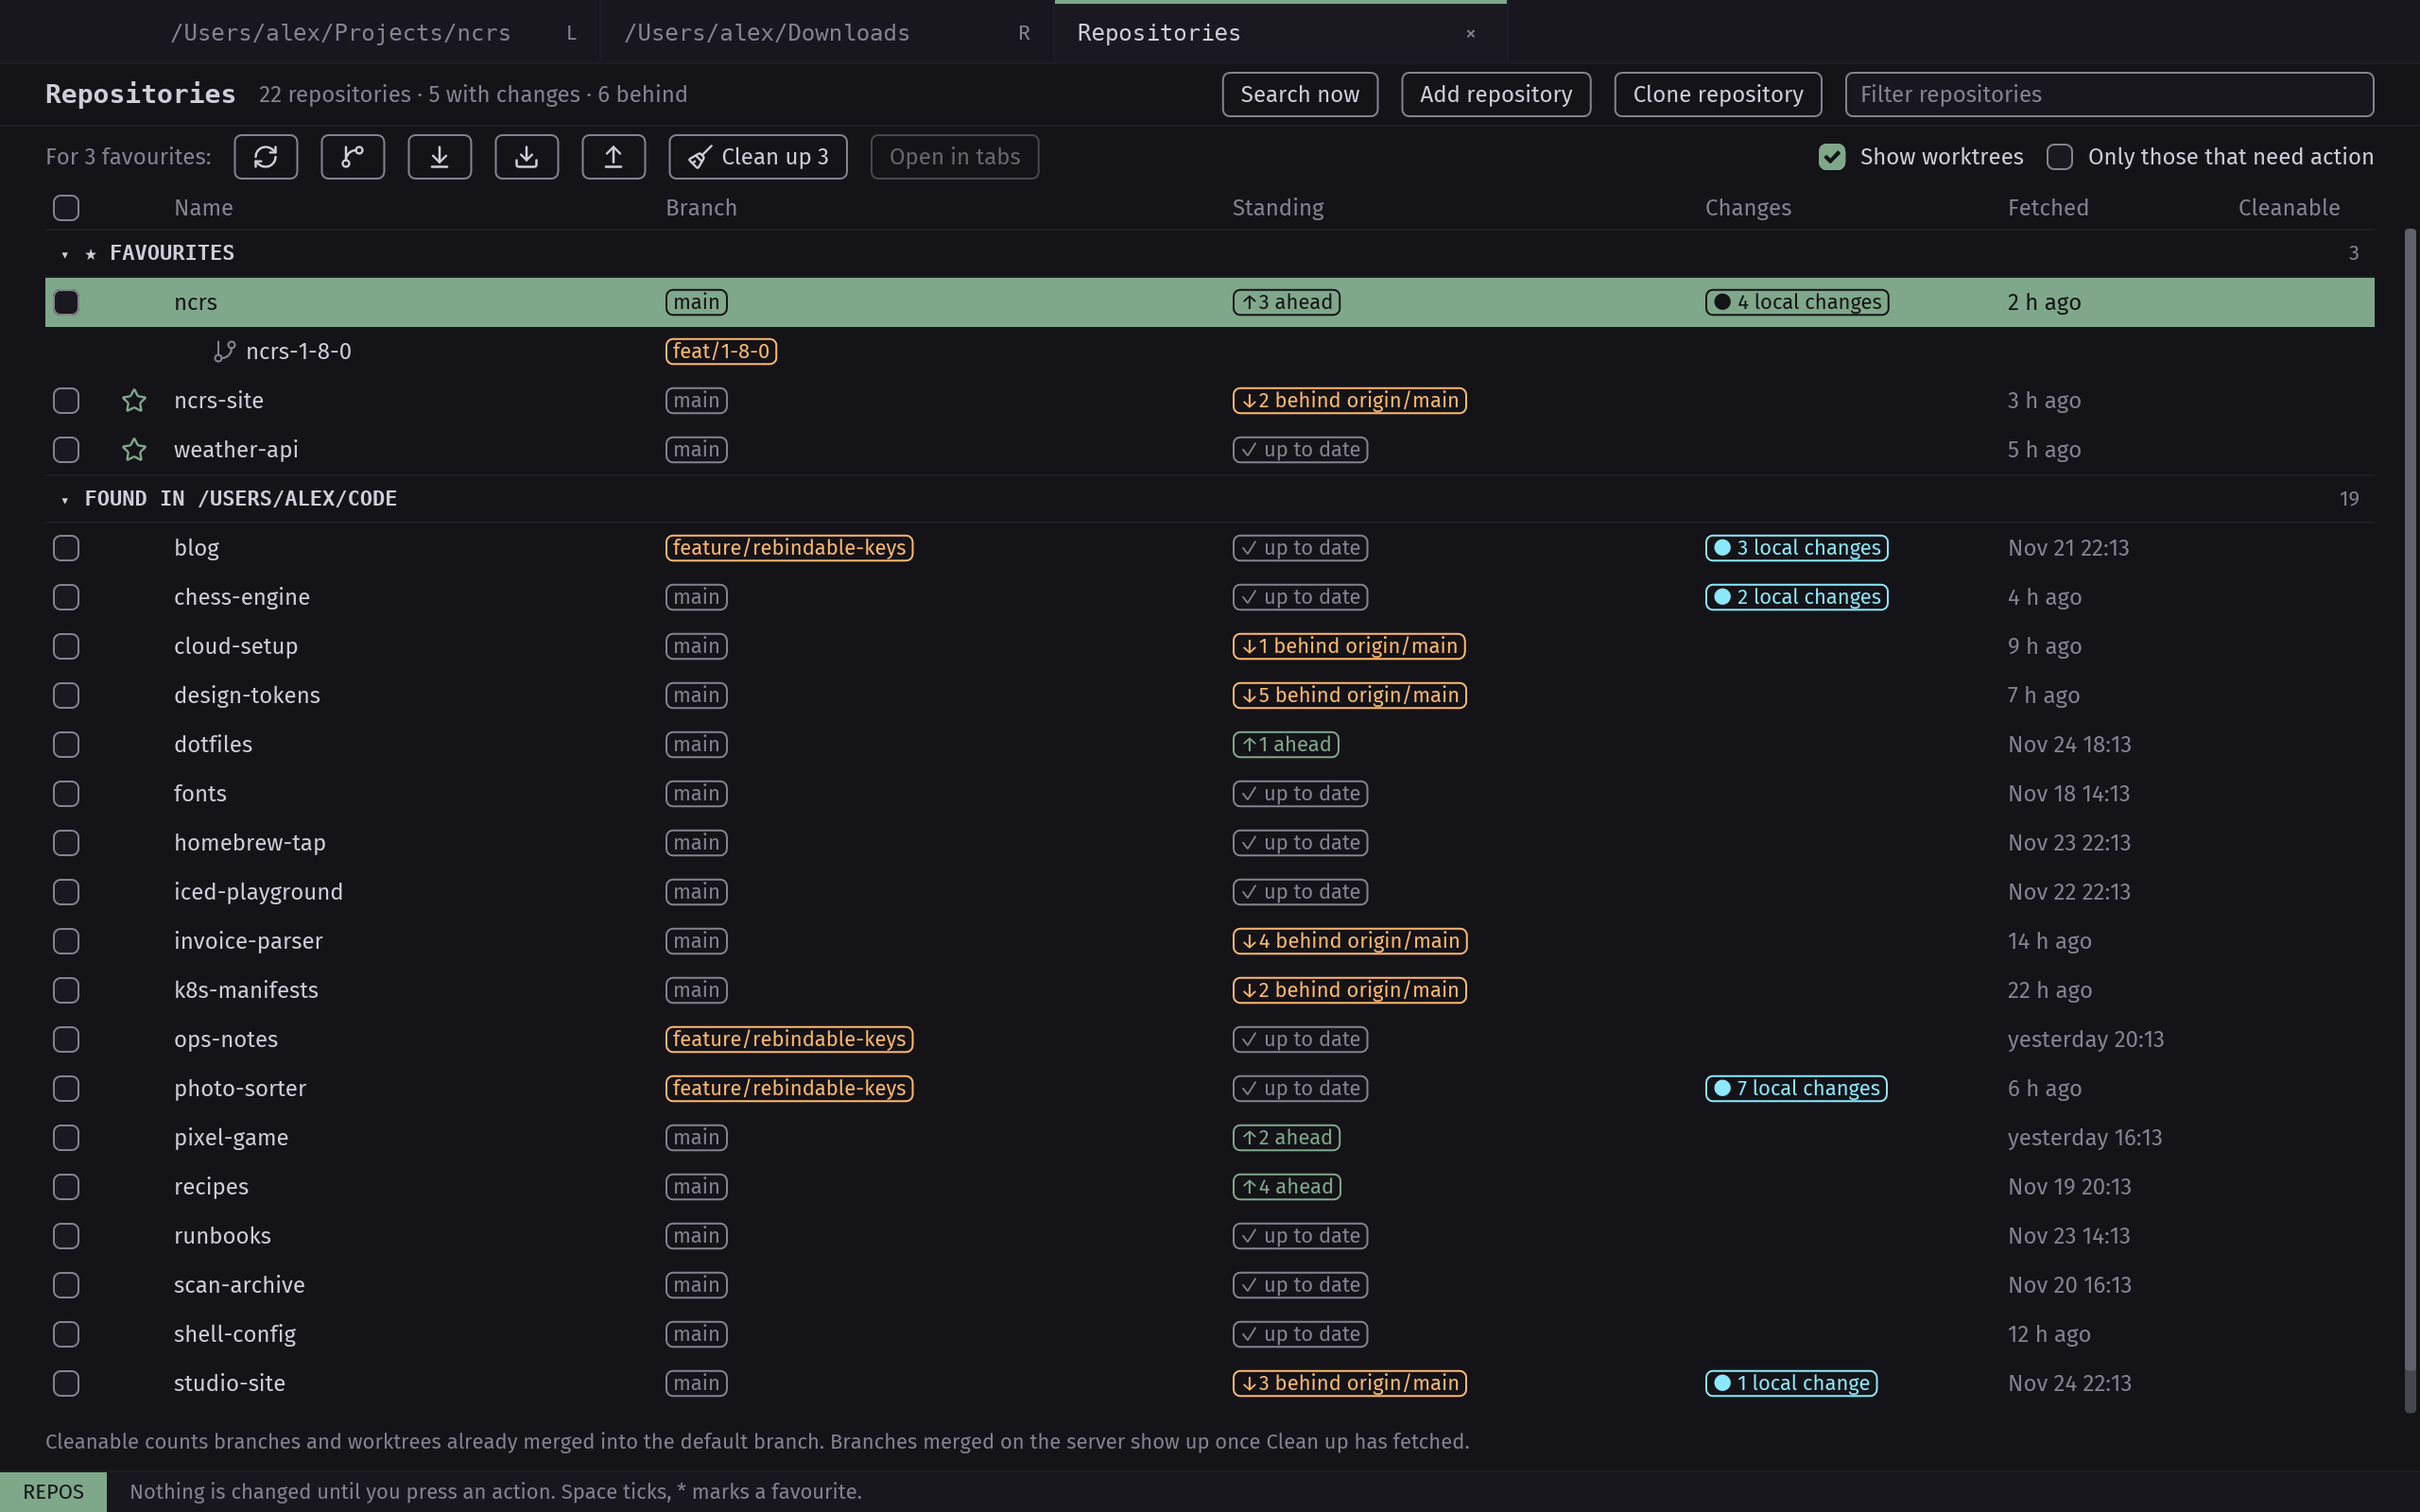 /Users/alex/Projects/ncrs L /Users/alex/Downloads R Repositories ×
Repositories 22 repositories · 5 with changes · 6 behind Search now Add repository Clone repository Filter repositories
For 3 favourites: Clean up 3 Open in tabs Show worktrees Only those that need action
Name Branch Standing Changes Fetched Cleanable
▾ ★ FAVOURITES 3
ncrs main ↑3 ahead ● 4 local changes 2 h ago
ncrs-1-8-0 feat/1-8-0
ncrs-site main ↓2 behind origin/main 3 h ago
weather-api main ✓ up to date 5 h ago
▾ FOUND IN /USERS/ALEX/CODE 19
blog feature/rebindable-keys ✓ up to date ● 3 local changes Nov 21 22:13
chess-engine main ✓ up to date ● 2 local changes 4 h ago
cloud-setup main ↓1 behind origin/main 9 h ago
design-tokens main ↓5 behind origin/main 7 h ago
dotfiles main ↑1 ahead Nov 24 18:13
fonts main ✓ up to date Nov 18 14:13
homebrew-tap main ✓ up to date Nov 23 22:13
iced-playground main ✓ up to date Nov 22 22:13
invoice-parser main ↓4 behind origin/main 14 h ago
k8s-manifests main ↓2 behind origin/main 22 h ago
ops-notes feature/rebindable-keys ✓ up to date yesterday 20:13
photo-sorter feature/rebindable-keys ✓ up to date ● 7 local changes 6 h ago
pixel-game main ↑2 ahead yesterday 16:13
recipes main ↑4 ahead Nov 19 20:13
runbooks main ✓ up to date Nov 23 14:13
scan-archive main ✓ up to date Nov 20 16:13
shell-config main ✓ up to date 12 h ago
studio-site main ↓3 behind origin/main ● 1 local change Nov 24 22:13
Cleanable counts branches and worktrees already merged into the default branch. Branches merged on the server show up once Clean up has fetched.
REPOS Nothing is changed until you press an action. Space ticks, * marks a favourite.